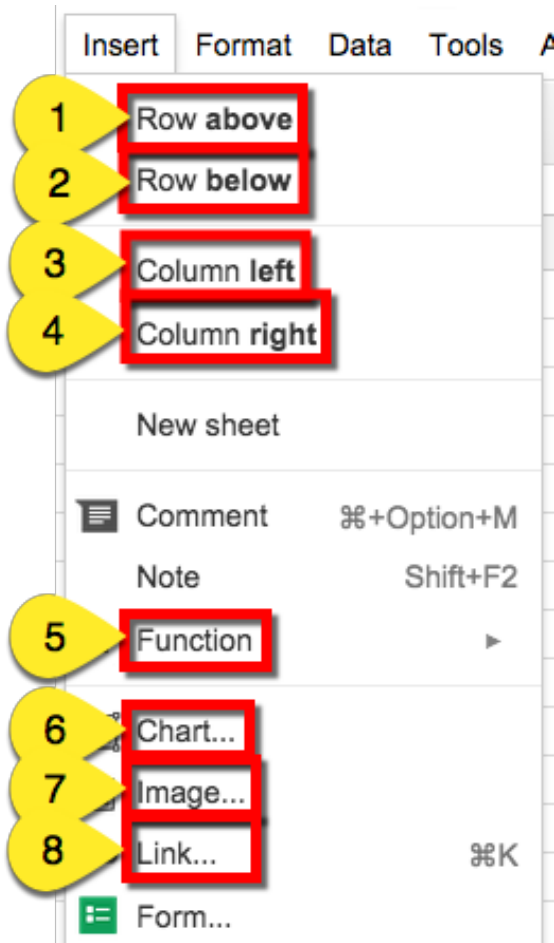 Insert Format Data Tools
1 Row above
2 Row below
3 Column left
4 Column right
New sheet
Comment ⌘+Option+M
Note Shift+F2
5 Function ►
6 Chart...
7 Image...
8 Link... ⌘K
Form...